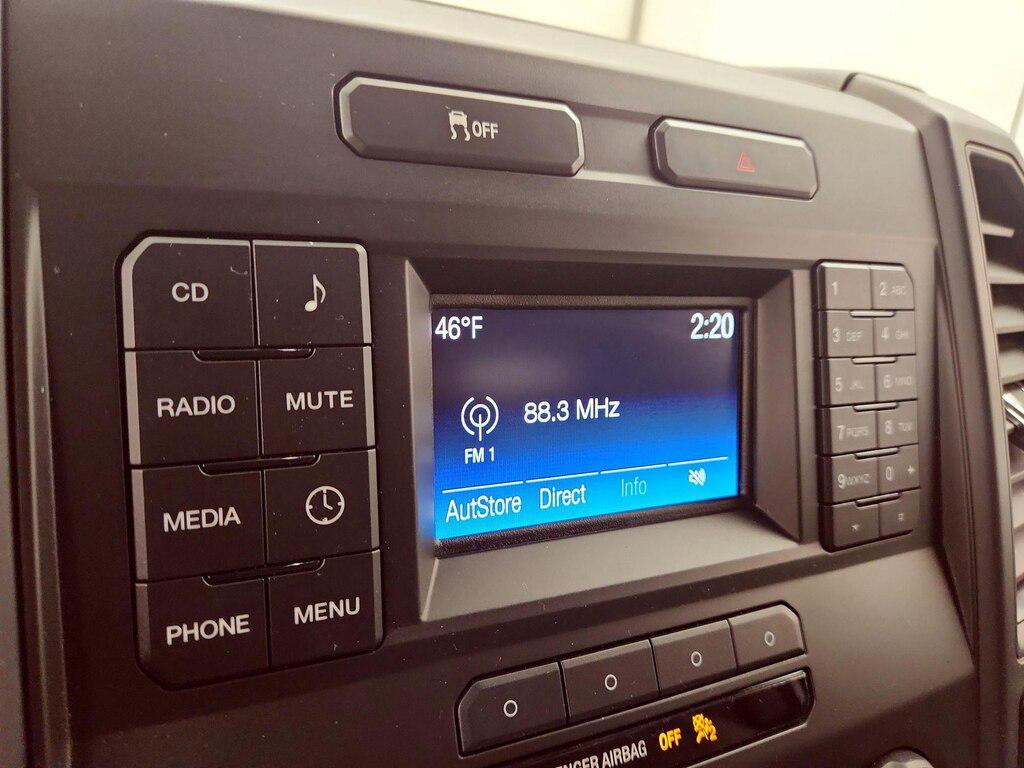 OFF
CD
RADIO MUTE
MEDIA
PHONE MENU
46°F 2:20
88.3 MHz
FM 1
AutStore Direct Info
1 2 ABC
3 DEF 4 GHI
5 JKL 6 MNO
7 PQRS 8 TUV
9 WXYZ 0 +
* #
AIRBAG OFF